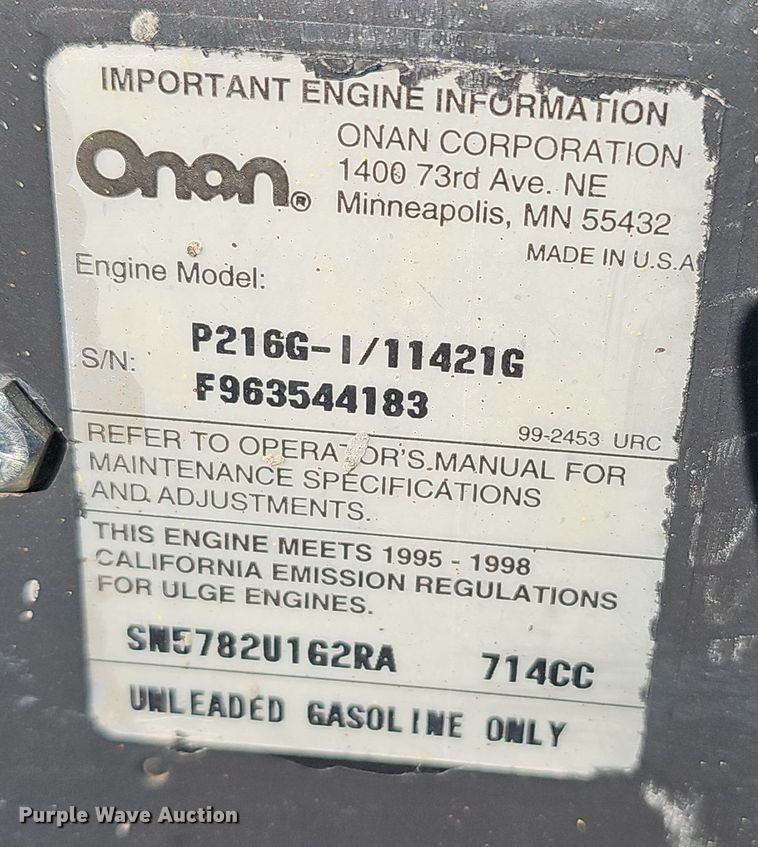 IMPORTANT ENGINE INFORMATION
Onan®
ONAN CORPORATION
1400 73rd Ave. NE
Minneapolis, MN 55432
MADE IN U.S.A
Engine Model:
P216G-I/11421G
S/N:
F963544183
99-2453 URC
REFER TO OPERATOR'S MANUAL FOR
MAINTENANCE SPECIFICATIONS
AND ADJUSTMENTS.
THIS ENGINE MEETS 1995 - 1998
CALIFORNIA EMISSION REGULATIONS
FOR ULGE ENGINES.
SN5782U1G2RA 714CC
UNLEADED GASOLINE ONLY
Purple Wave Auction